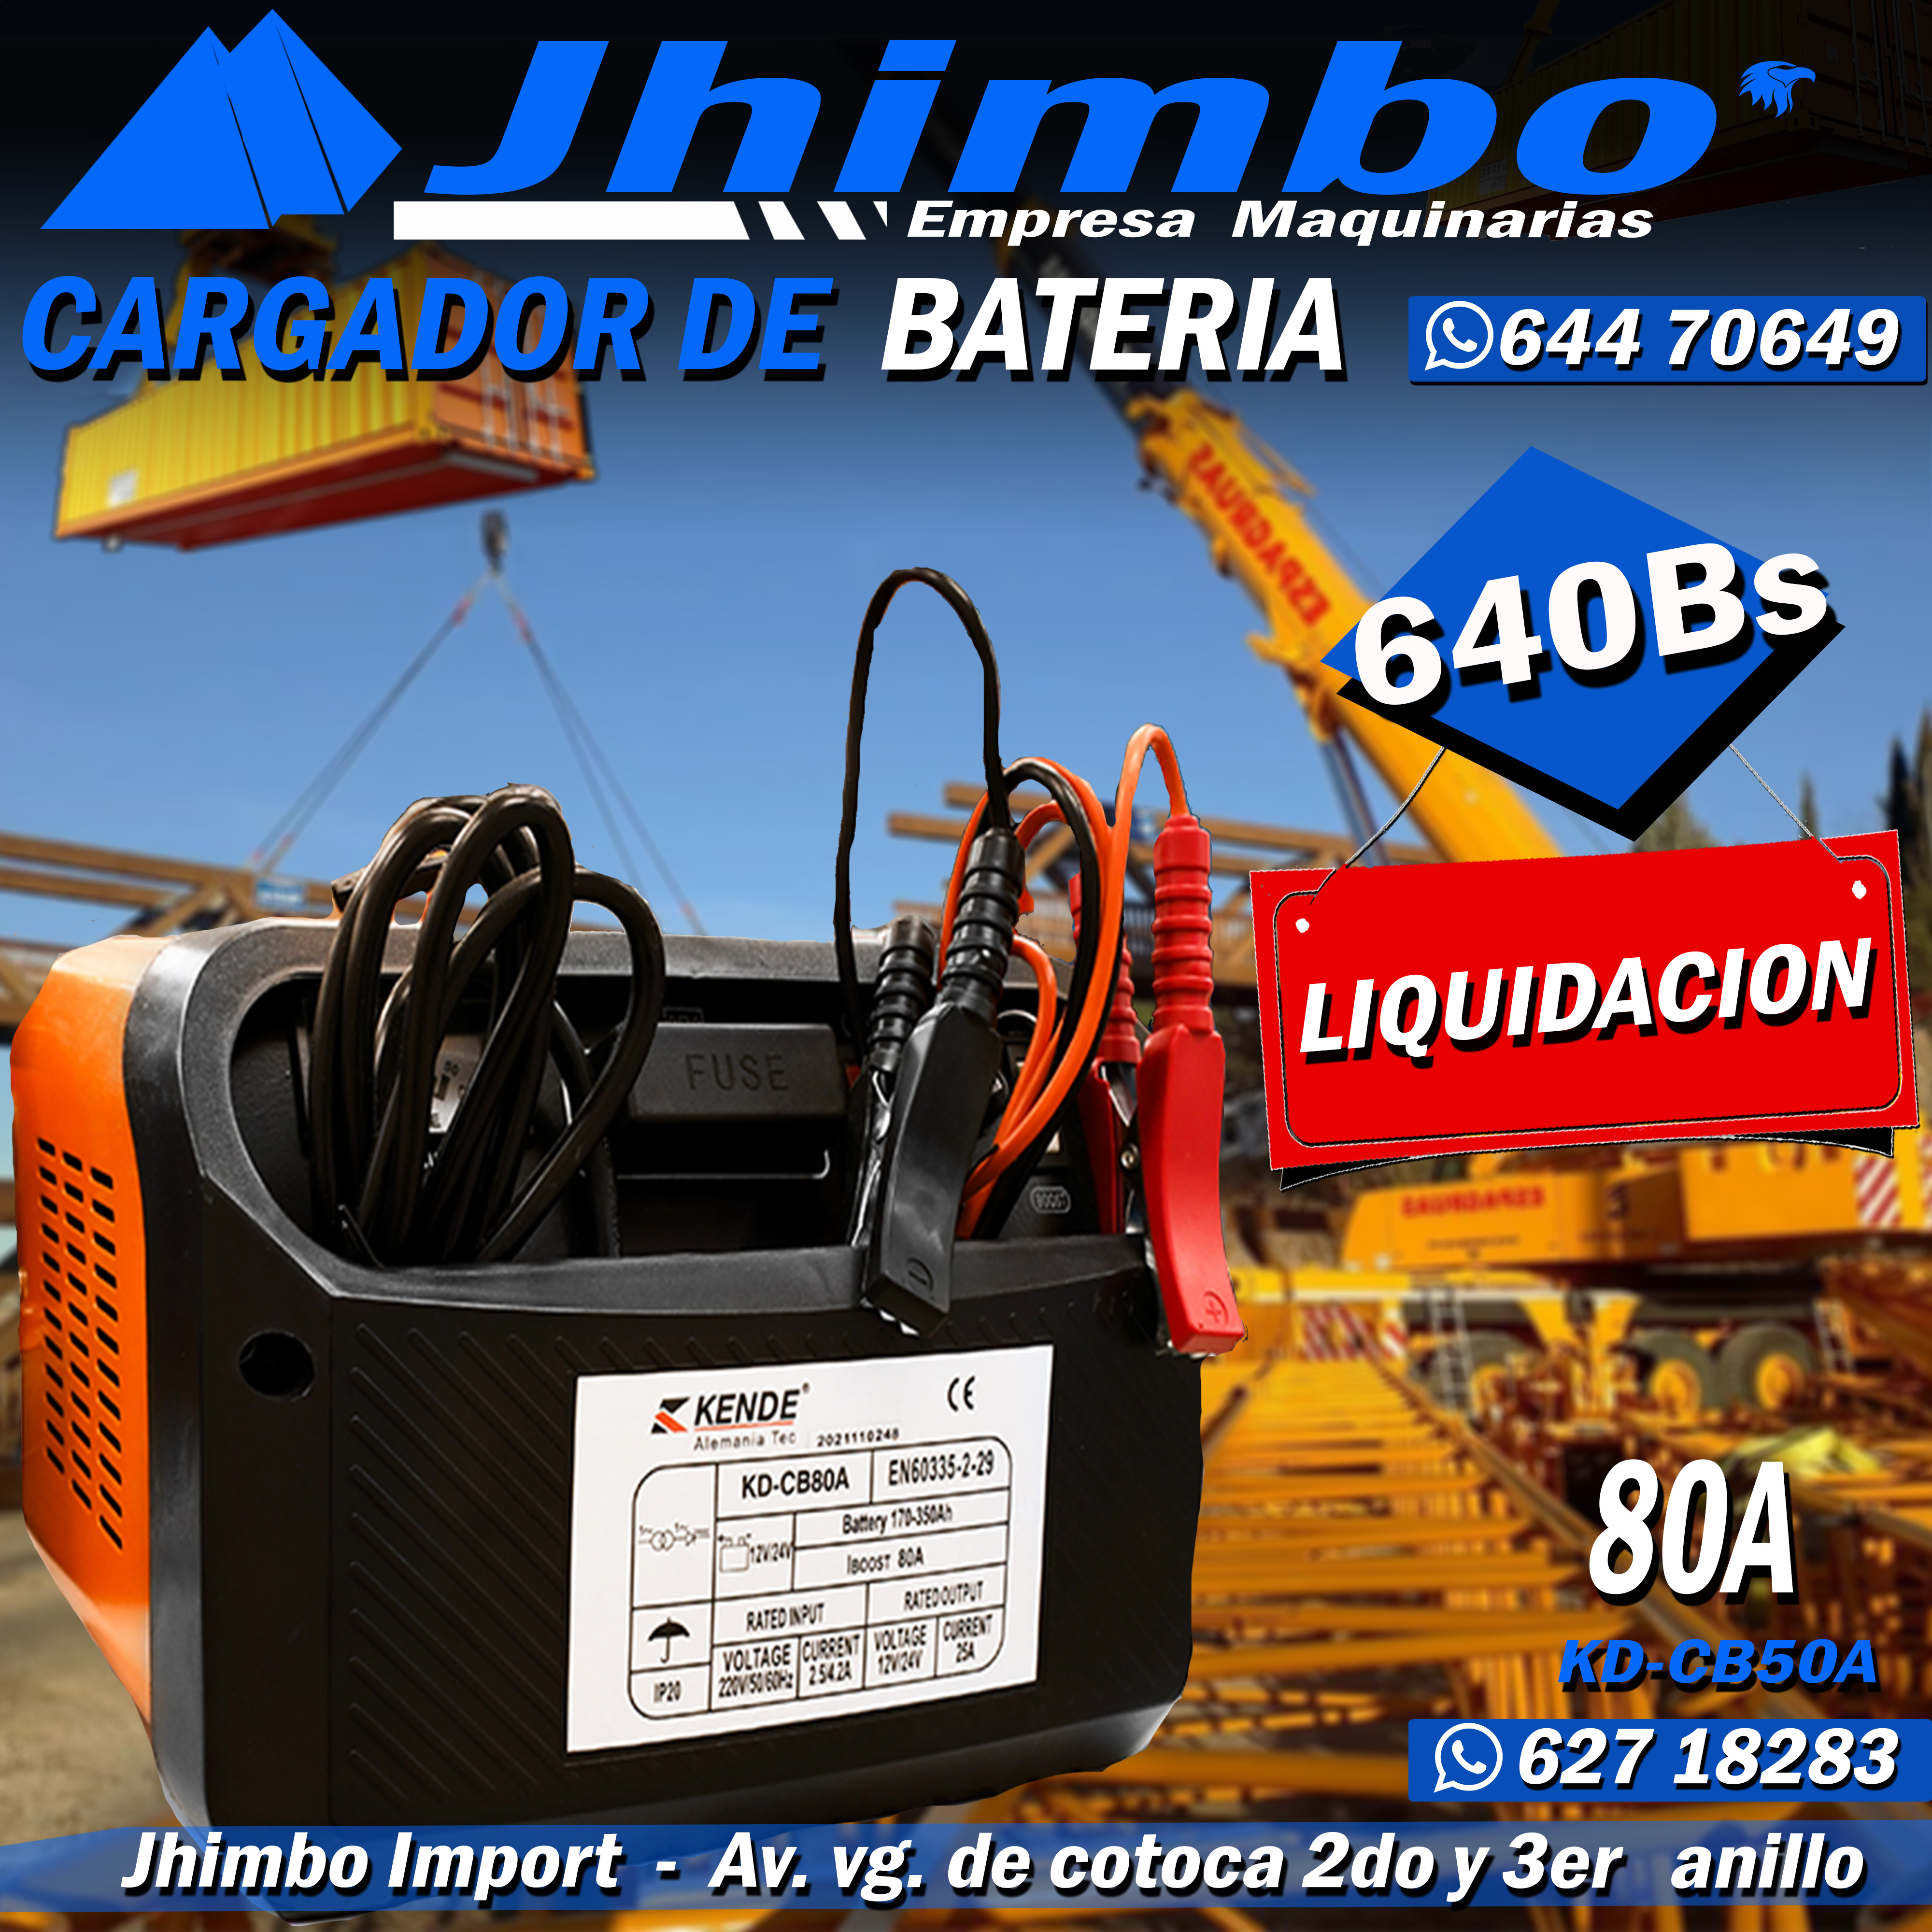 Jhimbo
Empresa Maquinarias
CARGADOR DE BATERIA
644 70649
ESPAGRUAS
640Bs
LIQUIDACION
FUSE
BOOST
ESPAGRUAS
KENDE®
Alemania Tec 2021110248
CE
KD-CB80A
EN60335-2-29
12V/24V
Battery 170-350Ah
IBOOST 80A
RATED INPUT
RATED OUTPUT
VOLTAGE
220V/50/60Hz
CURRENT
2.5/4.2A
VOLTAGE
12V/24V
CURRENT
25A
IP20
80A
KD-CB50A
627 18283
Jhimbo Import - Av. vg. de cotoca 2do y 3er anillo